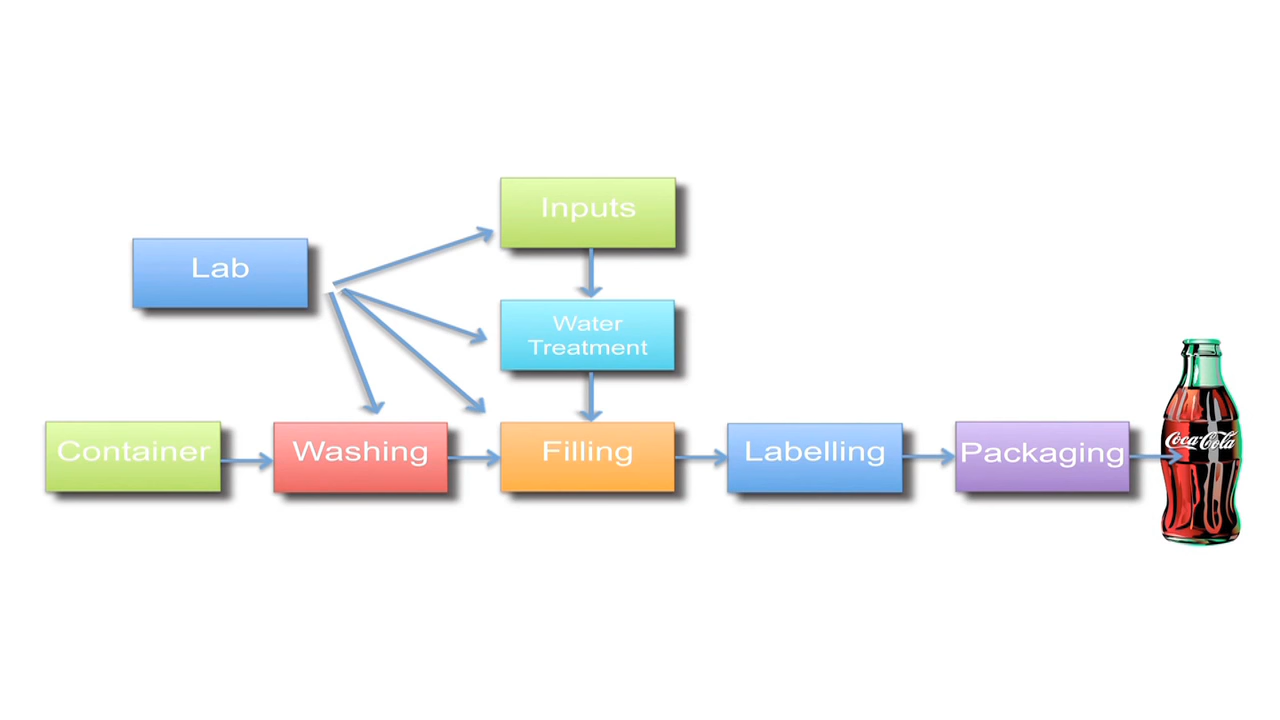 Inputs
Lab
Water
Treatment
Container
Washing
Filling
Labelling
Packaging
Coca-Cola